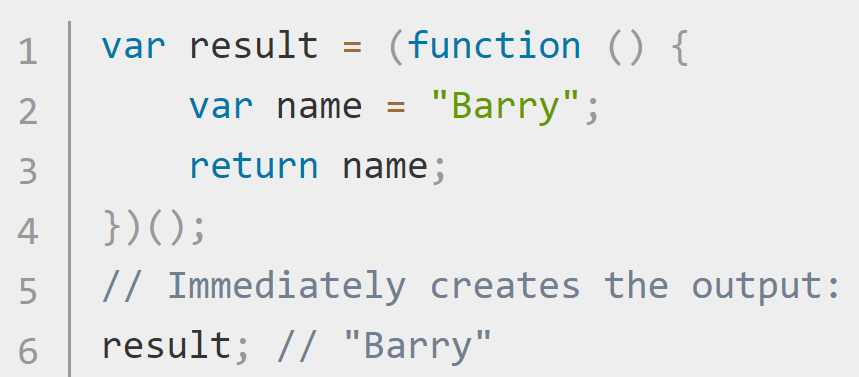 1 var result = (function () {
2     var name = "Barry";
3     return name;
4 })();
5 // Immediately creates the output:
6 result; // "Barry"